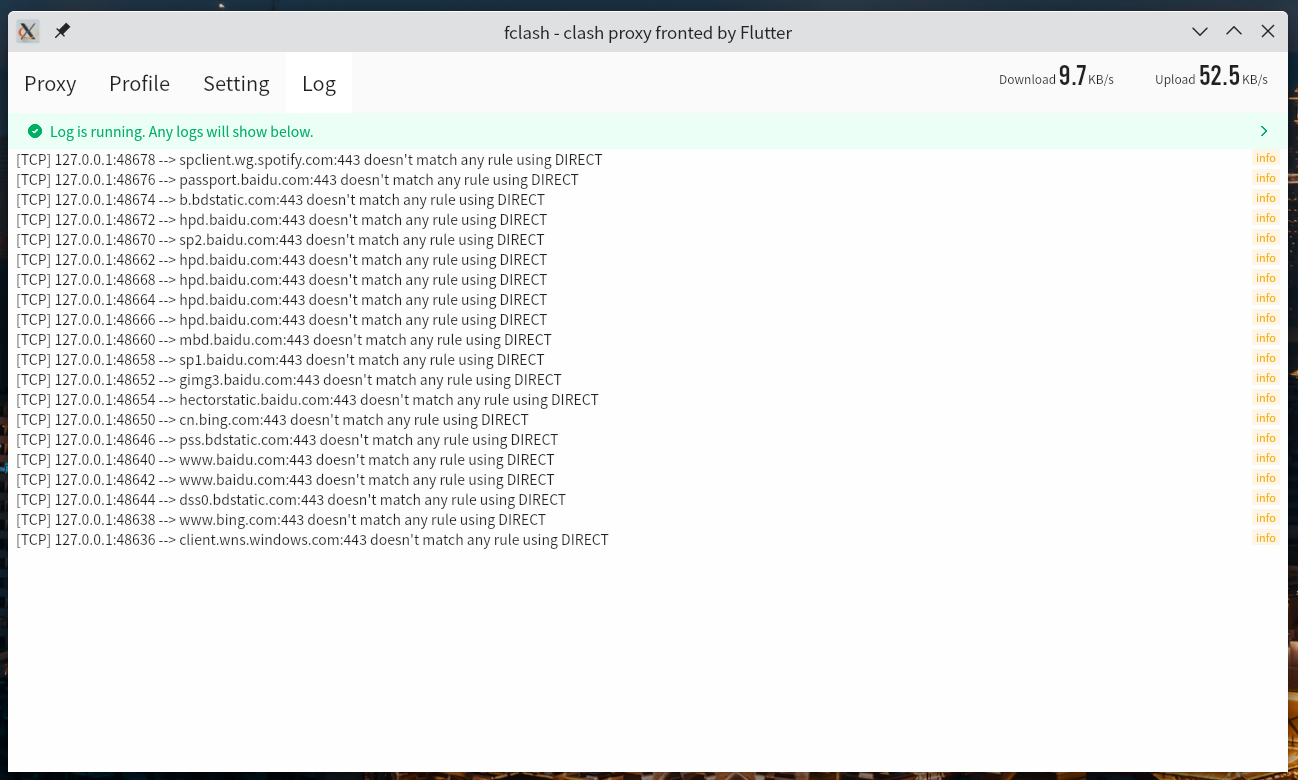 fclash - clash proxy fronted by Flutter
Proxy Profile Setting Log Download 9.7 KB/s Upload 52.5 KB/s
Log is running. Any logs will show below.
[TCP] 127.0.0.1:48678 --> spclient.wg.spotify.com:443 doesn't match any rule using DIRECT info
[TCP] 127.0.0.1:48676 --> passport.baidu.com:443 doesn't match any rule using DIRECT info
[TCP] 127.0.0.1:48674 --> b.bdstatic.com:443 doesn't match any rule using DIRECT info
[TCP] 127.0.0.1:48672 --> hpd.baidu.com:443 doesn't match any rule using DIRECT info
[TCP] 127.0.0.1:48670 --> sp2.baidu.com:443 doesn't match any rule using DIRECT info
[TCP] 127.0.0.1:48662 --> hpd.baidu.com:443 doesn't match any rule using DIRECT info
[TCP] 127.0.0.1:48668 --> hpd.baidu.com:443 doesn't match any rule using DIRECT info
[TCP] 127.0.0.1:48664 --> hpd.baidu.com:443 doesn't match any rule using DIRECT info
[TCP] 127.0.0.1:48666 --> hpd.baidu.com:443 doesn't match any rule using DIRECT info
[TCP] 127.0.0.1:48660 --> mbd.baidu.com:443 doesn't match any rule using DIRECT info
[TCP] 127.0.0.1:48658 --> sp1.baidu.com:443 doesn't match any rule using DIRECT info
[TCP] 127.0.0.1:48652 --> gimg3.baidu.com:443 doesn't match any rule using DIRECT info
[TCP] 127.0.0.1:48654 --> hectorstatic.baidu.com:443 doesn't match any rule using DIRECT info
[TCP] 127.0.0.1:48650 --> cn.bing.com:443 doesn't match any rule using DIRECT info
[TCP] 127.0.0.1:48646 --> pss.bdstatic.com:443 doesn't match any rule using DIRECT info
[TCP] 127.0.0.1:48640 --> www.baidu.com:443 doesn't match any rule using DIRECT info
[TCP] 127.0.0.1:48642 --> www.baidu.com:443 doesn't match any rule using DIRECT info
[TCP] 127.0.0.1:48644 --> dss0.bdstatic.com:443 doesn't match any rule using DIRECT info
[TCP] 127.0.0.1:48638 --> www.bing.com:443 doesn't match any rule using DIRECT info
[TCP] 127.0.0.1:48636 --> client.wns.windows.com:443 doesn't match any rule using DIRECT info